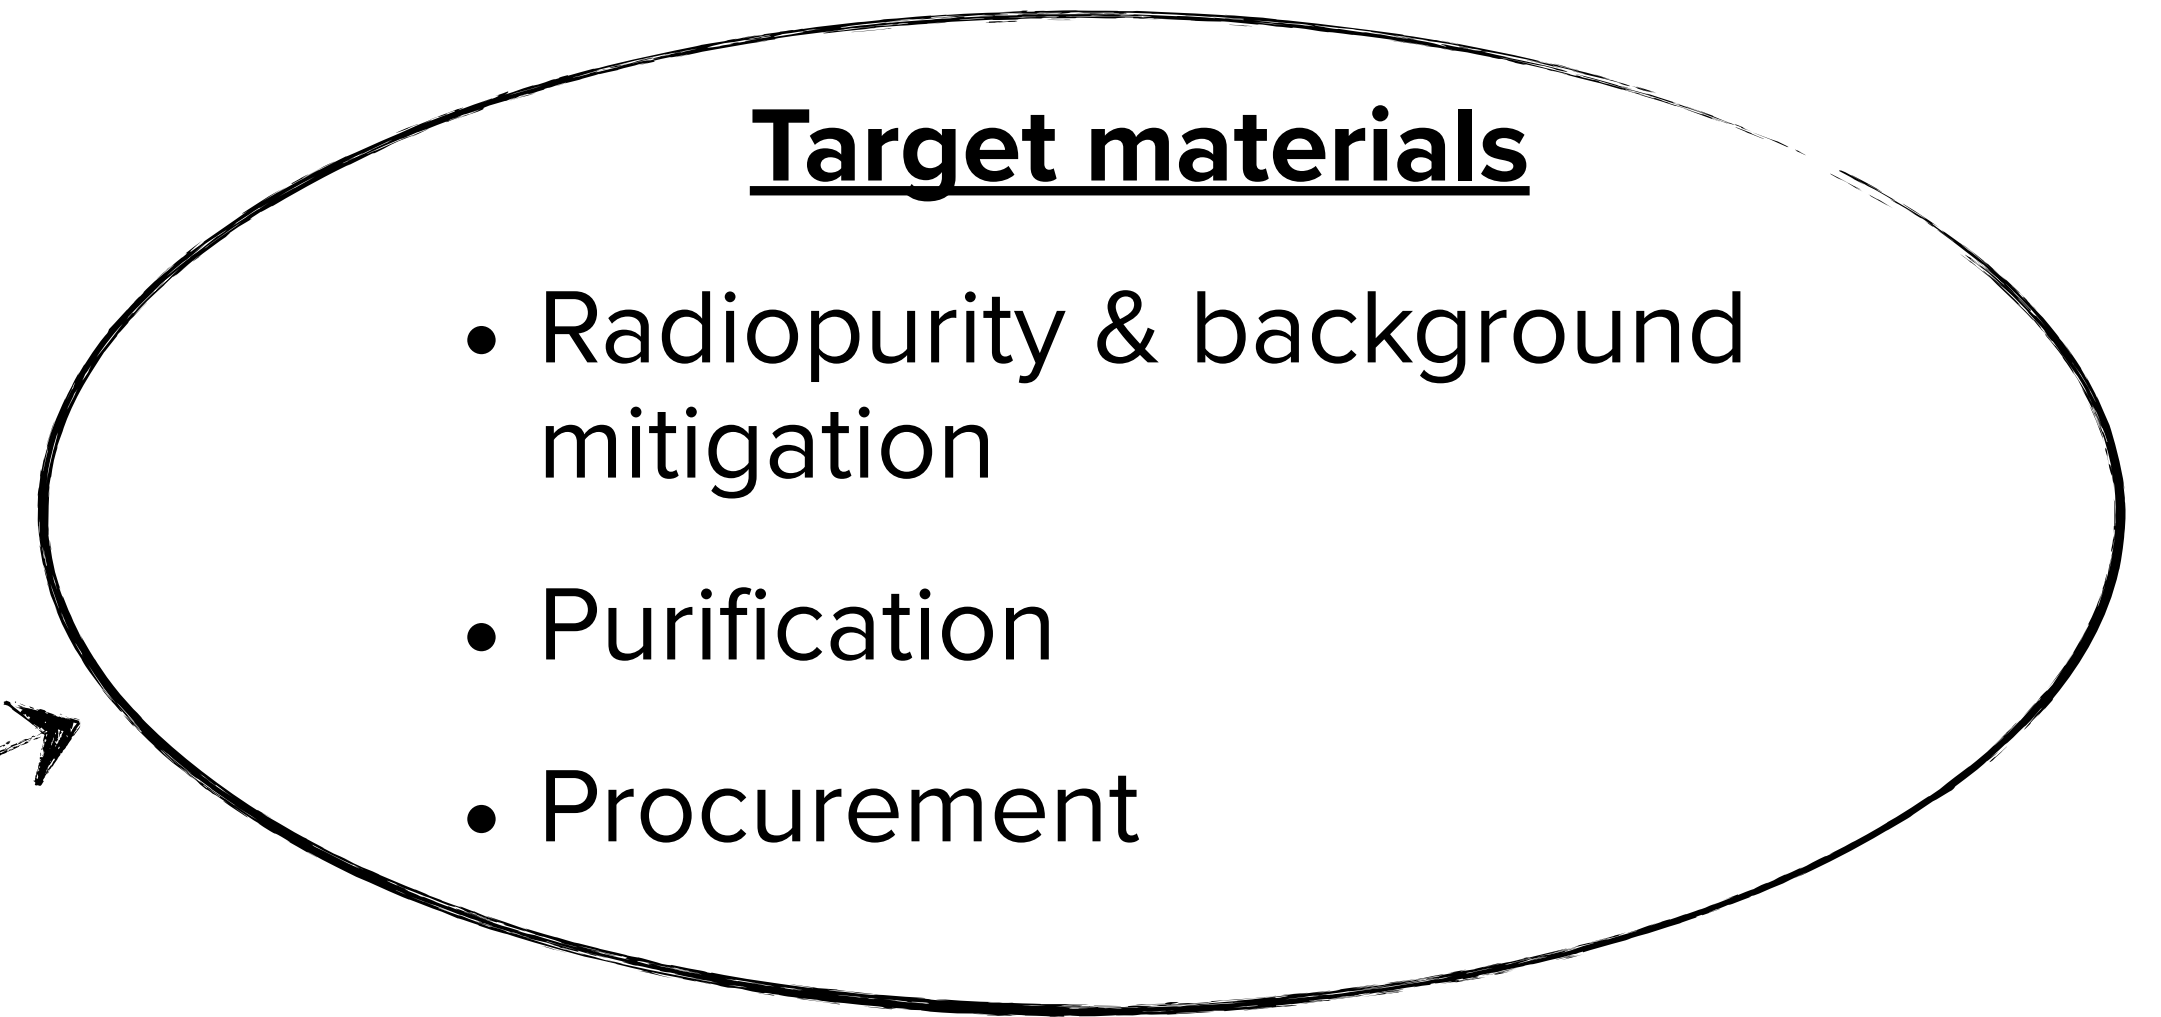 Target materials
• Radiopurity & background
mitigation
• Purification
• Procurement